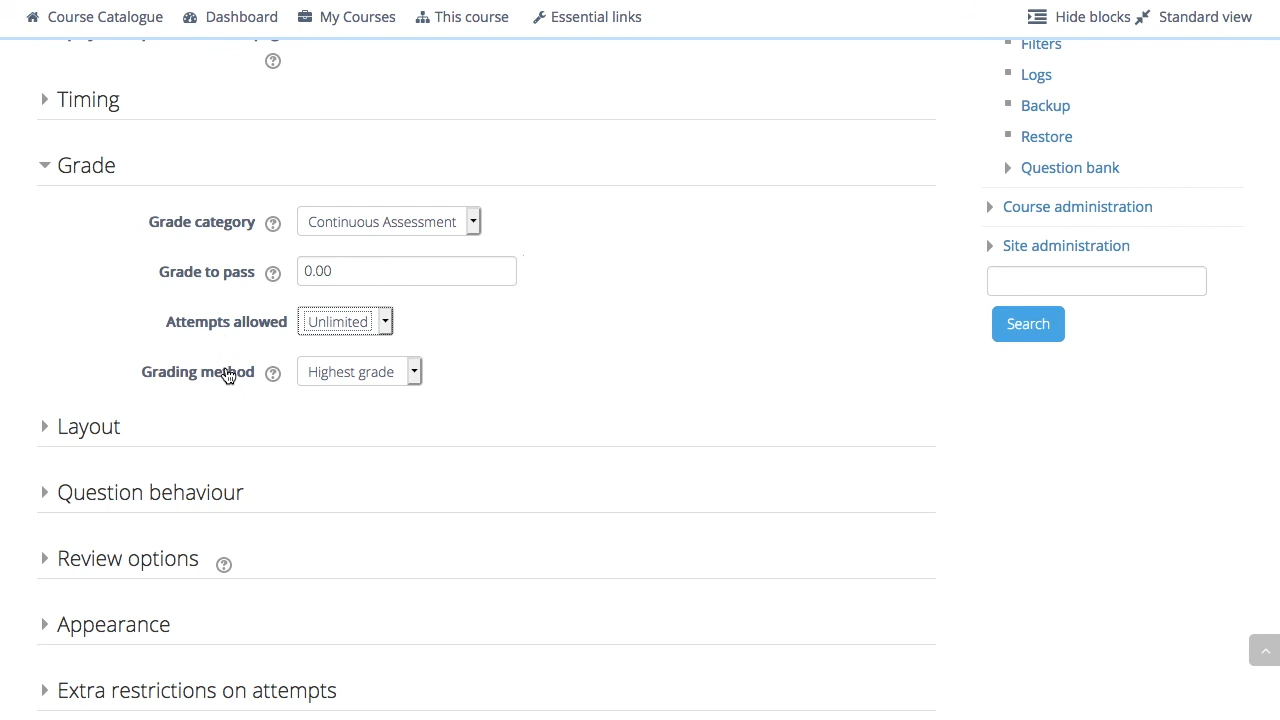 Course Catalogue Dashboard My Courses This course Essential links Hide blocks Standard view
Timing
Grade
Grade category Continuous Assessment
Grade to pass 0.00
Attempts allowed Unlimited
Grading method Highest grade
Layout
Question behaviour
Review options
Appearance
Extra restrictions on attempts
Filters
Logs
Backup
Restore
Question bank
Course administration
Site administration
Search